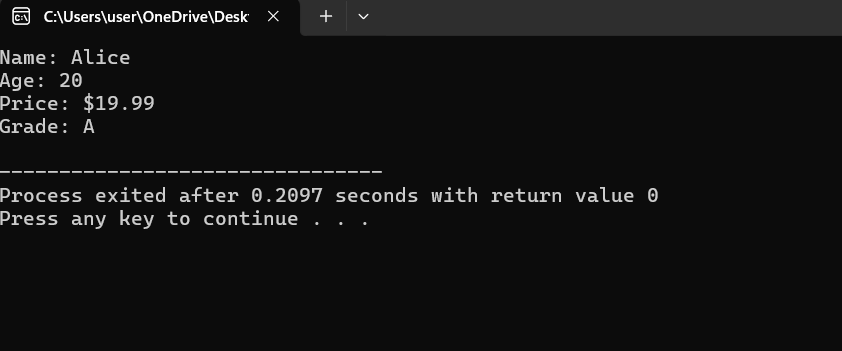 C:\Users\user\OneDrive\Desk
Name: Alice
Age: 20
Price: $19.99
Grade: A
--------------------------------
Process exited after 0.2097 seconds with return value 0
Press any key to continue . . .